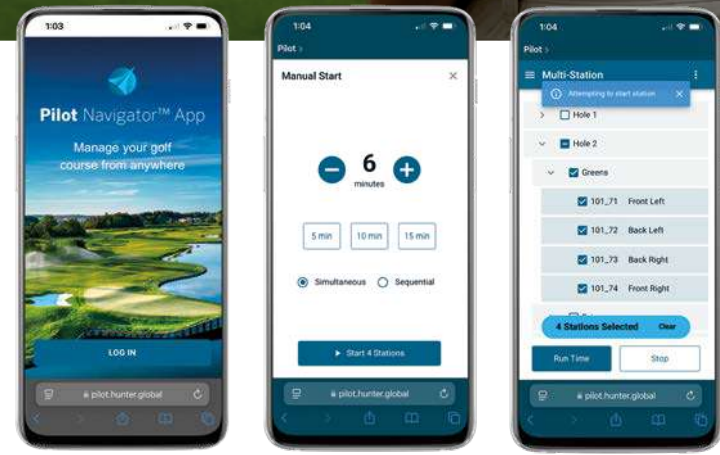 1:03
Pilot Navigator™ App
Manage your golf
course from anywhere
LOG IN
pilot.hunter.global
1:04
Pilot >
Manual Start
6
minutes
5 min
10 min
15 min
Simultaneous
Sequential
Start 4 Stations
pilot.hunter.global
1:04
Pilot >
Multi-Station
Attempting to start station
Hole 1
Hole 2
Greens
101_71 Front Left
101_72 Back Left
101_73 Back Right
101_74 Front Right
4 Stations Selected Clear
Run Time
Stop
pilot.hunter.global